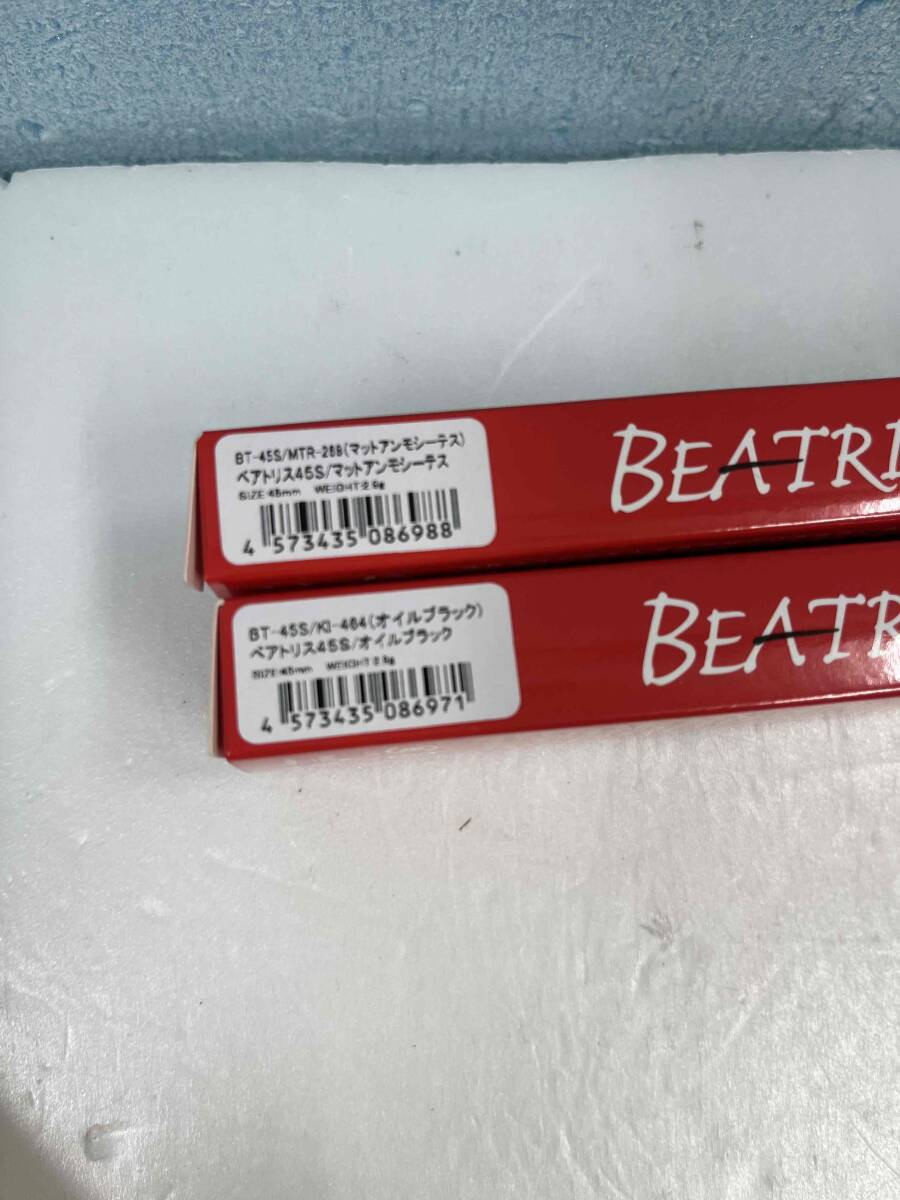 BT-45S/MTR-269(マットアンモシーテス)
ベアトリス45S/マットアンモシーテス
SIZE:45mm WEIGHT:2.9g
4 573435 086988
BEATRI
BT-45S/KI-464(オイルブラック)
ベアトリス45S/オイルブラック
SIZE:45mm WEIGHT:2.9g
4 573435 086971
BEATR